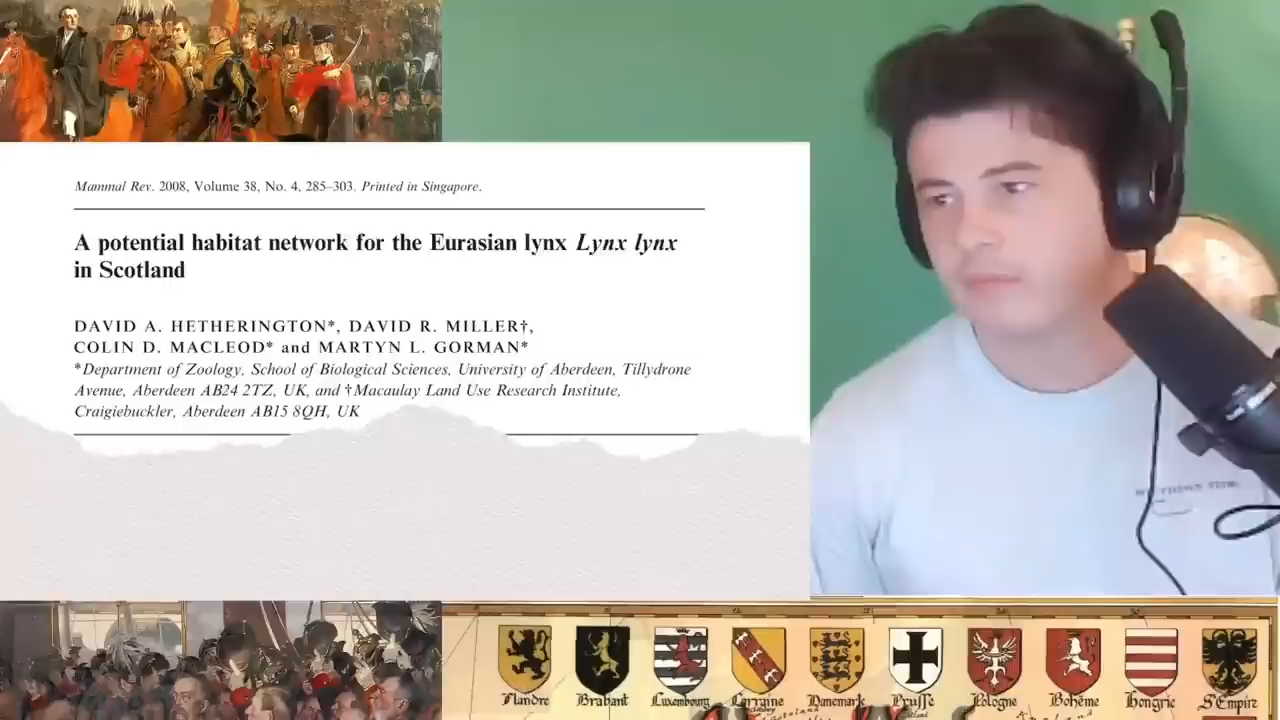 Mammal Rev. 2008, Volume 38, No. 4, 285–303. Printed in Singapore.
A potential habitat network for the Eurasian lynx Lynx lynx
in Scotland
DAVID A. HETHERINGTON*, DAVID R. MILLER†,
COLIN D. MACLEOD* and MARTYN L. GORMAN*
*Department of Zoology, School of Biological Sciences, University of Aberdeen, Tillydrone
Avenue, Aberdeen AB24 2TZ, UK, and †Macaulay Land Use Research Institute,
Craigiebuckler, Aberdeen AB15 8QH, UK
Flandre Brabant Luxembourg Lorraine Danemark Prusse Pologne Bohême Hongrie St Empire